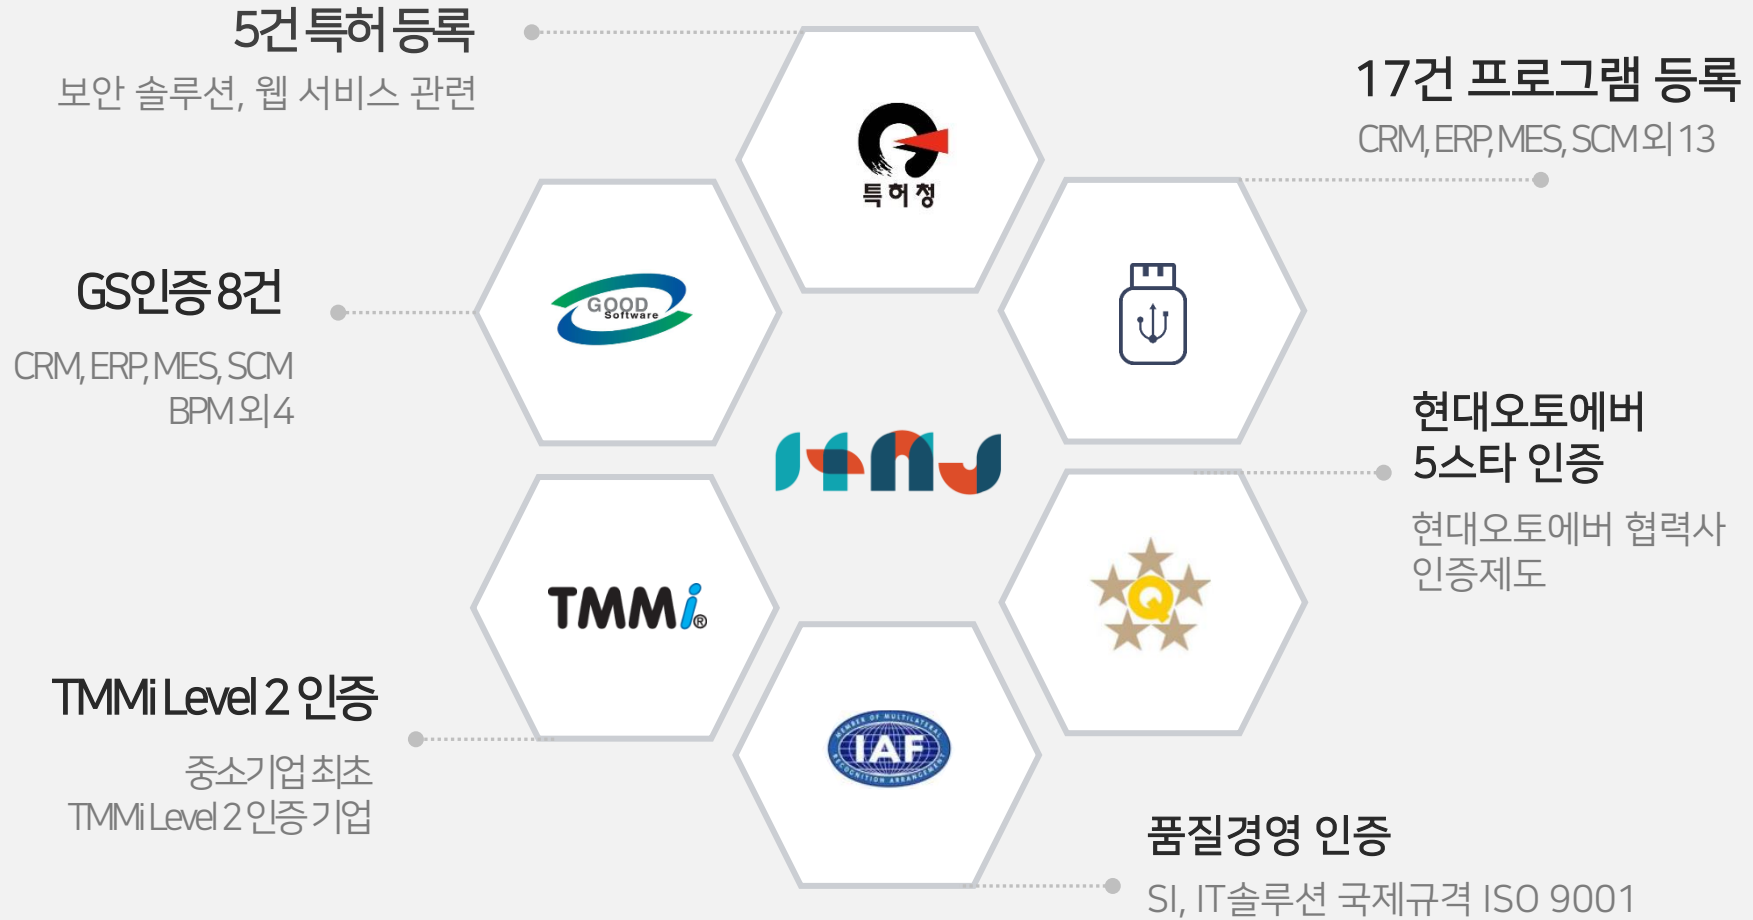 5건 특허 등록
보안 솔루션, 웹 서비스 관련
특허청
17건 프로그램 등록
CRM, ERP, MES, SCM 외 13
GS인증 8건
CRM, ERP, MES, SCM
BPM 외 4
GOOD
Software
현대오토에버
5스타 인증
현대오토에버 협력사
인증제도
Q
TMMi®
TMMi Level 2 인증
중소기업 최초
TMMi Level 2 인증 기업
MEMBER OF MULTILATERAL
IAF
RECOGNITION ARRANGEMENT
품질경영 인증
SI, IT솔루션 국제규격 ISO 9001